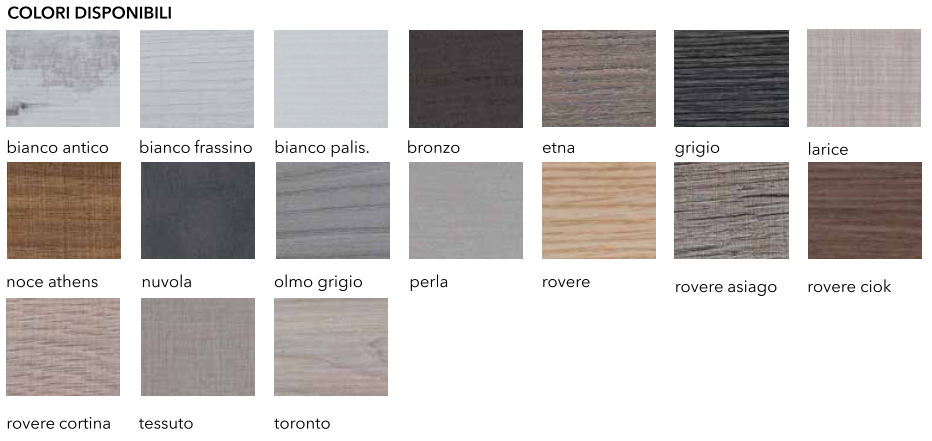 COLORI DISPONIBILI
bianco antico
bianco frassino
bianco palis.
bronzo
etna
grigio
larice
noce athens
nuvola
olmo grigio
perla
rovere
rovere asiago
rovere ciok
rovere cortina
tessuto
toronto